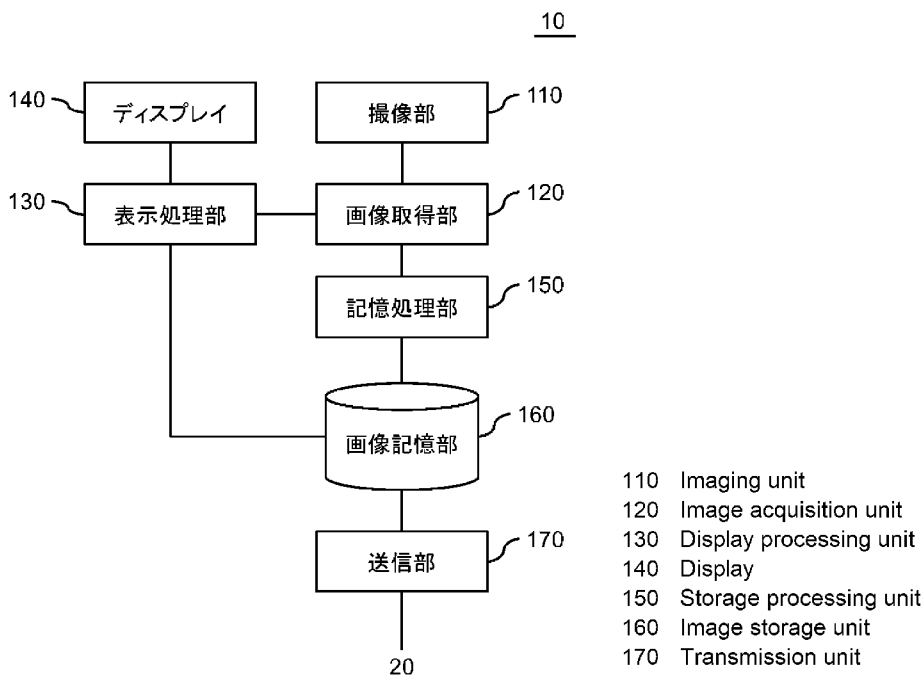 10
140 ディスプレイ
撮像部 110
130 表示処理部
画像取得部 120
記憶処理部 150
画像記憶部 160
送信部 170
20
110 Imaging unit
120 Image acquisition unit
130 Display processing unit
140 Display
150 Storage processing unit
160 Image storage unit
170 Transmission unit